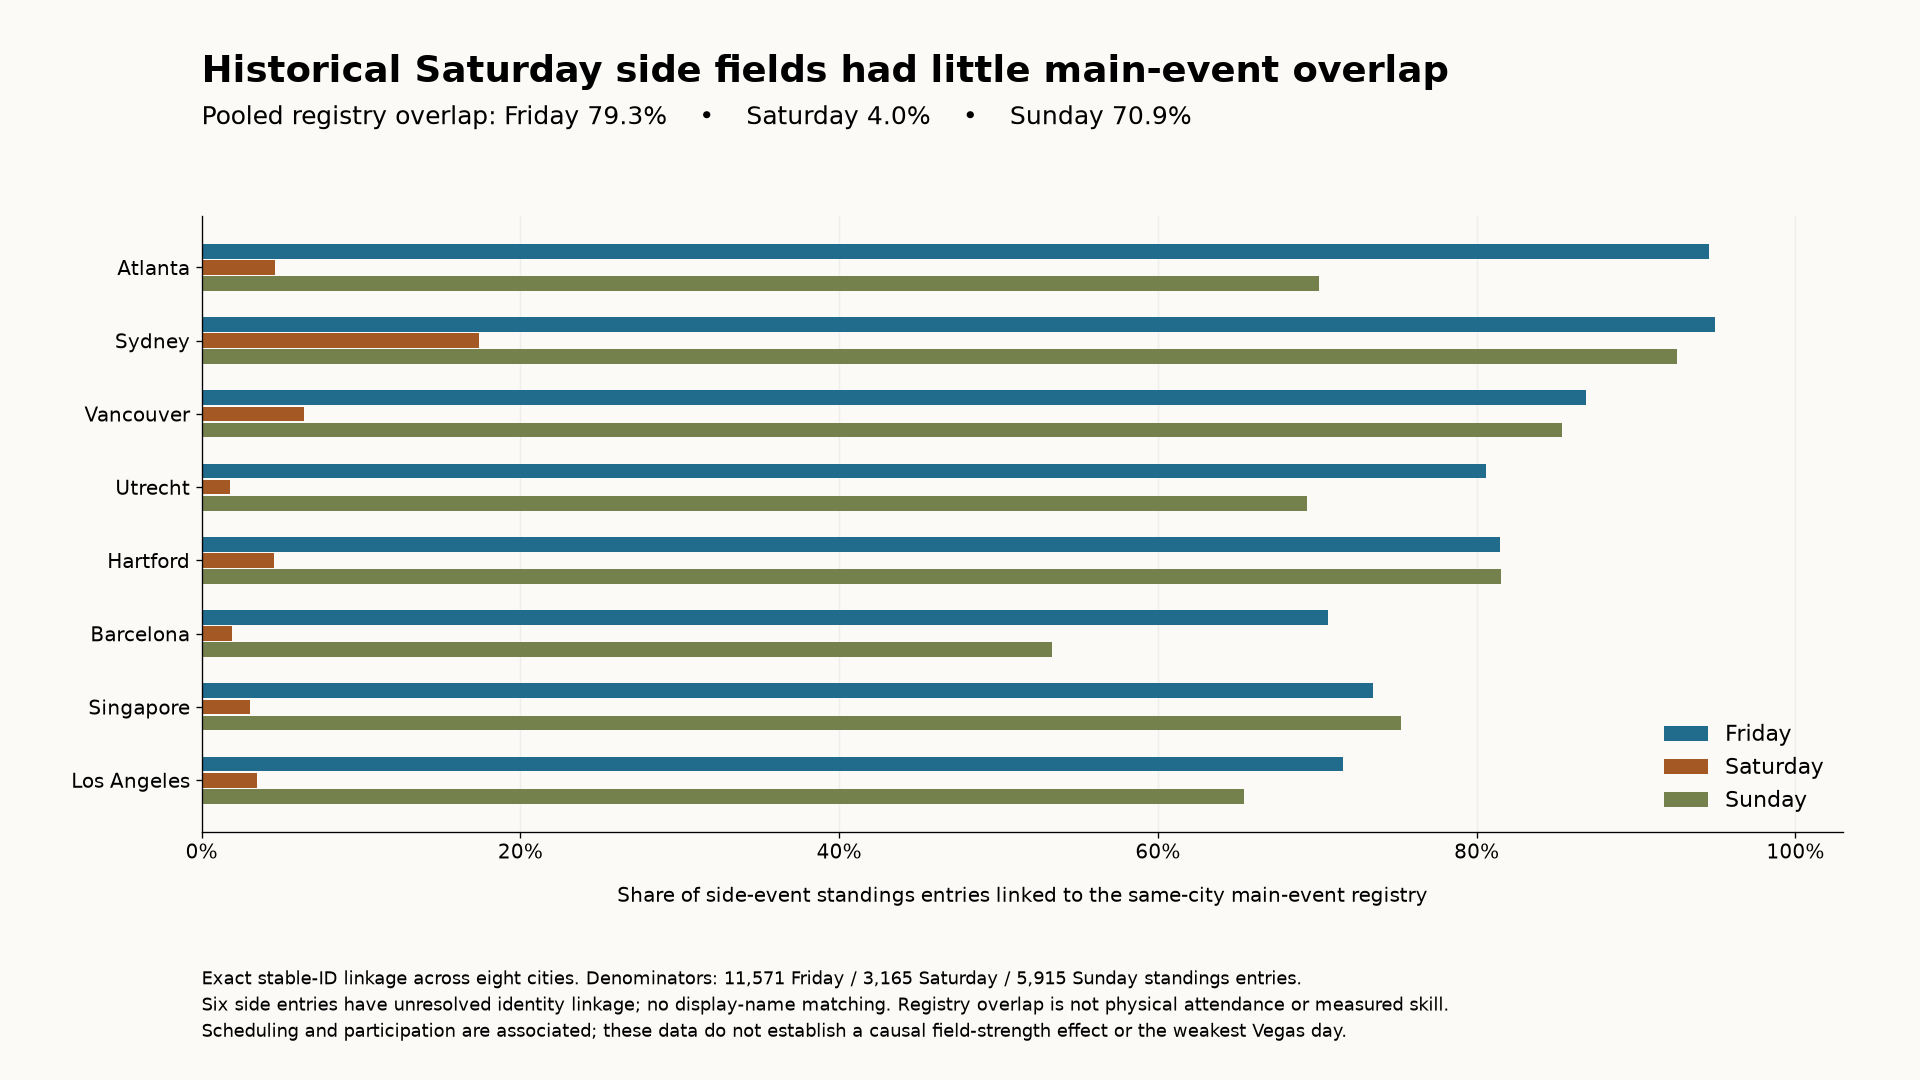 Historical Saturday side fields had little main-event overlap
Pooled registry overlap: Friday 79.3% • Saturday 4.0% • Sunday 70.9%
Atlanta
Sydney
Vancouver
Utrecht
Hartford
Barcelona
Singapore
Los Angeles
Friday
Saturday
Sunday
0% 20% 40% 60% 80% 100%
Share of side-event standings entries linked to the same-city main-event registry
Exact stable-ID linkage across eight cities. Denominators: 11,571 Friday / 3,165 Saturday / 5,915 Sunday standings entries.
Six side entries have unresolved identity linkage; no display-name matching. Registry overlap is not physical attendance or measured skill.
Scheduling and participation are associated; these data do not establish a causal field-strength effect or the weakest Vegas day.